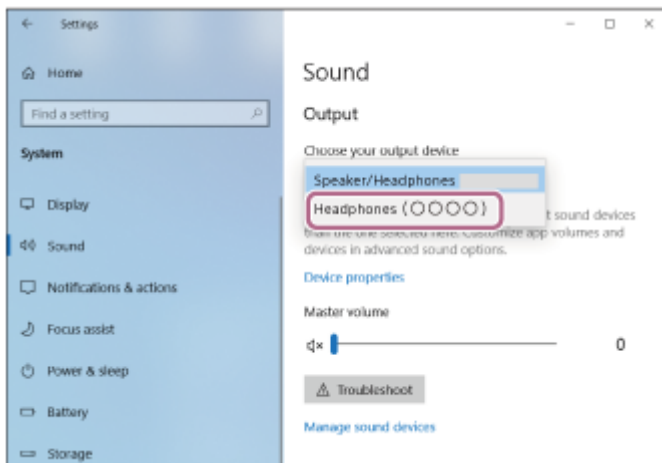 Settings
Home
Find a setting
System
Display
Sound
Notifications & actions
Focus assist
Power & sleep
Battery
Storage
Sound
Output
Choose your output device
Speaker/Headphones
Headphones (○○○○)
t sound devices
than the one selected here. Customize app volumes and
devices in advanced sound options.
Device properties
Master volume
0
Troubleshoot
Manage sound devices